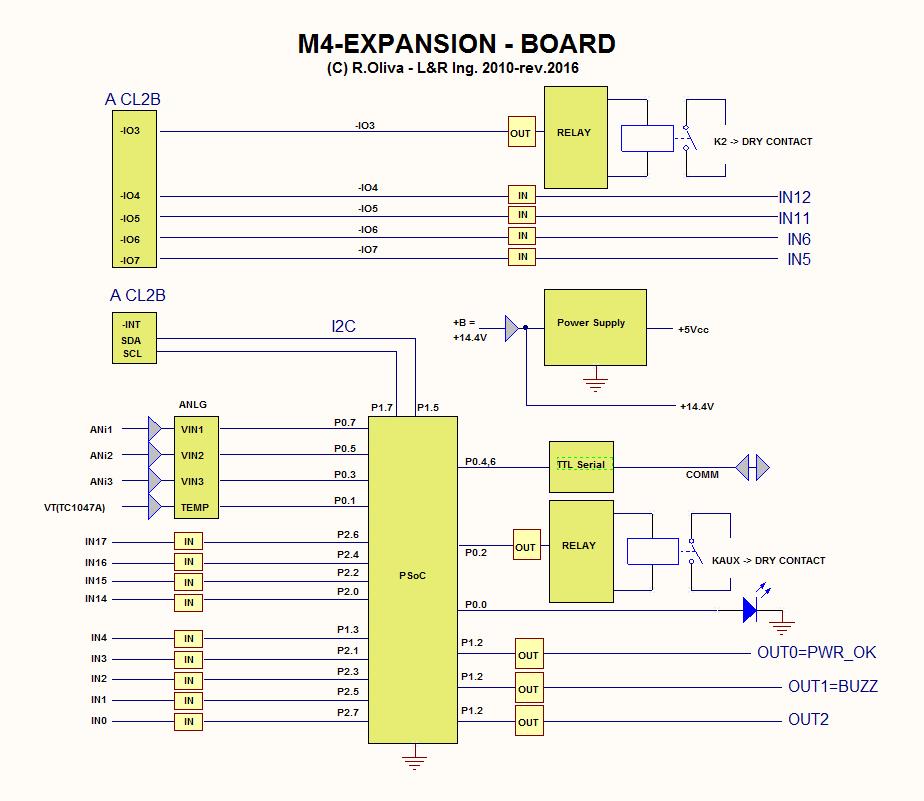 M4-EXPANSION - BOARD
(C) R.Oliva - L&R Ing. 2010-rev.2016
A CL2B
-IO3 -IO3 OUT RELAY K2 -> DRY CONTACT
-IO4 -IO4 IN IN12
-IO5 -IO5 IN IN11
-IO6 -IO6 IN IN6
-IO7 -IO7 IN IN5
A CL2B
-INT
SDA
SCL
I2C
+B =
+14.4V
Power Supply
+5Vcc
+14.4V
ANLG
P1.7 P1.5
ANi1 VIN1 P0.7
ANi2 VIN2 P0.5
ANi3 VIN3 P0.3
VT(TC1047A) TEMP P0.1
IN17 IN P2.6
IN16 IN P2.4
IN15 IN P2.2
IN14 IN P2.0
IN4 IN P1.3
IN3 IN P2.1
IN2 IN P2.3
IN1 IN P2.5
IN0 IN P2.7
PSoC
P0.4,6 TTL Serial COMM
P0.2 OUT RELAY KAUX -> DRY CONTACT
P0.0
P1.2 OUT OUT0=PWR_OK
P1.2 OUT OUT1=BUZZ
P1.2 OUT OUT2